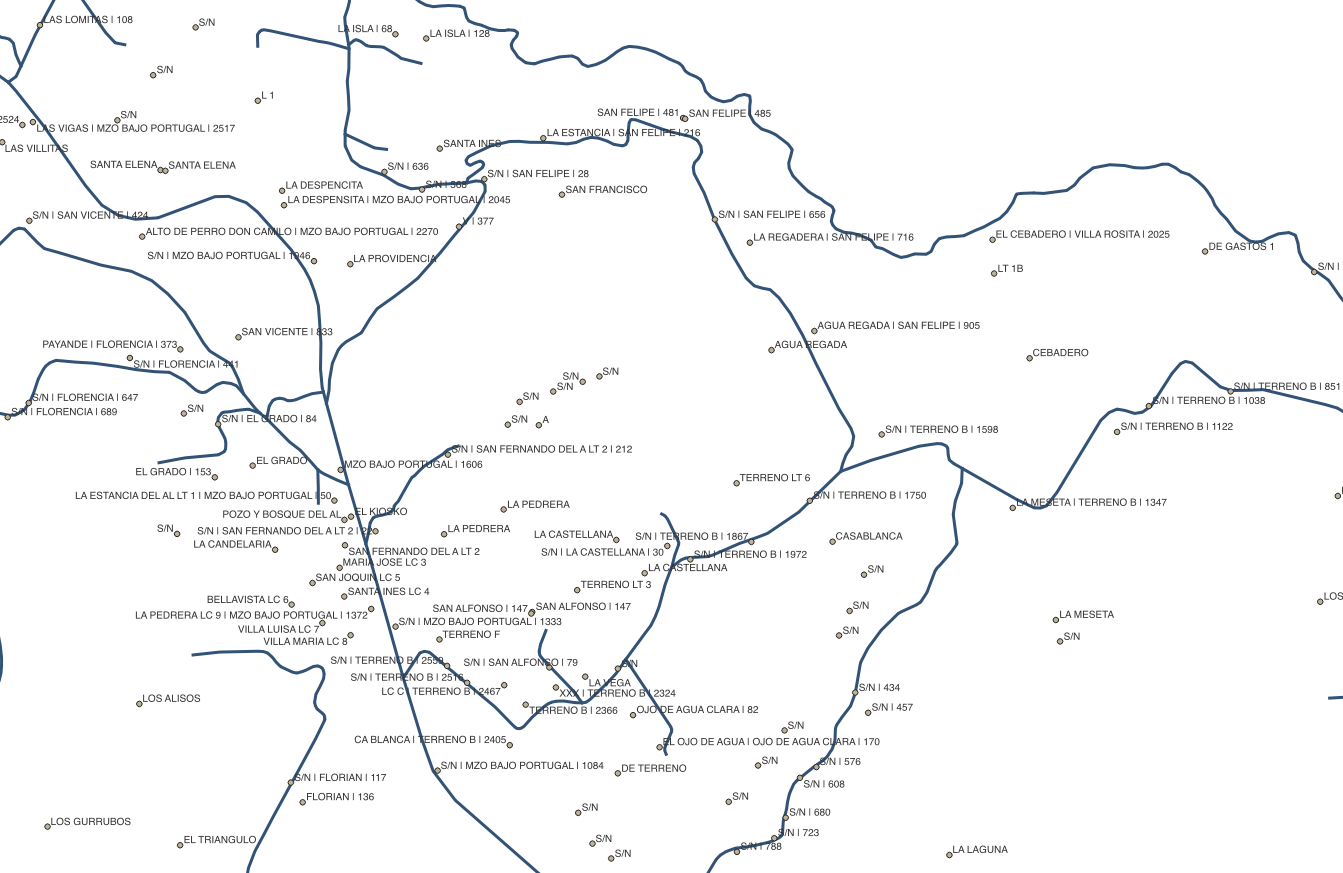 LAS LOMITAS | 108
S/N
LA ISLA | 68
LA ISLA | 128
S/N
L 1
S/N
2524
LAS VIGAS | MZO BAJO PORTUGAL | 2517
LAS VILLITAS
SAN FELIPE | 481
SAN FELIPE | 485
LA ESTANCIA | SAN FELIPE | 216
SANTA INES
SANTA ELENA
SANTA ELENA
S/N | 636
S/N | SAN FELIPE | 28
S/N | 568
LA DESPENCITA
LA DESPENSITA | MZO BAJO PORTUGAL | 2045
SAN FRANCISCO
S/N | SAN VICENTE | 424
V | 377
S/N | SAN FELIPE | 656
ALTO DE PERRO DON CAMILO | MZO BAJO PORTUGAL | 2270
LA REGADERA | SAN FELIPE | 716
EL CEBADERO | VILLA ROSITA | 2025
DE GASTOS 1
S/N | MZO BAJO PORTUGAL | 1946
LA PROVIDENCIA
LT 1B
S/N |
SAN VICENTE | 833
AGUA REGADA | SAN FELIPE | 905
PAYANDE | FLORENCIA | 373
AGUA REGADA
CEBADERO
S/N | FLORENCIA | 441
S/N
S/N
S/N
S/N | TERRENO B | 851
S/N | FLORENCIA | 647
S/N
S/N | TERRENO B | 1038
S/N | FLORENCIA | 689
S/N
S/N | EL GRADO | 84
S/N
A
S/N | TERRENO B | 1598
S/N | TERRENO B | 1122
S/N | SAN FERNANDO DEL A LT 2 | 212
EL GRADO
MZO BAJO PORTUGAL | 1606
EL GRADO | 153
TERRENO LT 6
LA ESTANCIA DEL AL LT 1 | MZO BAJO PORTUGAL | 50
S/N | TERRENO B | 1750
LA PEDRERA
LA MESETA | TERRENO B | 1347
POZO Y BOSQUE DEL AL
EL KIOSKO
S/N
S/N | SAN FERNANDO DEL A LT 2 | 22
LA PEDRERA
LA CASTELLANA
S/N | TERRENO B | 1867
CASABLANCA
LA CANDELARIA
SAN FERNANDO DEL A LT 2
S/N | LA CASTELLANA | 30
S/N | TERRENO B | 1972
MARIA JOSE LC 3
LA CASTELLANA
S/N
SAN JOQUIN LC 5
TERRENO LT 3
SANTA INES LC 4
BELLAVISTA LC 6
LOS
SAN ALFONSO | 147
SAN ALFONSO | 147
S/N
LA PEDRERA LC 9 | MZO BAJO PORTUGAL | 1372
LA MESETA
S/N | MZO BAJO PORTUGAL | 1333
VILLA LUISA LC 7
S/N
TERRENO F
VILLA MARIA LC 8
S/N
S/N | TERRENO B | 2559
S/N | SAN ALFONSO | 79
S/N
S/N | TERRENO B | 2516
LA VEGA
LC C | TERRENO B | 2467
XXX | TERRENO B | 2324
S/N | 434
LOS ALISOS
TERRENO B | 2366
OJO DE AGUA CLARA | 82
S/N | 457
S/N
CA BLANCA | TERRENO B | 2405
EL OJO DE AGUA | OJO DE AGUA CLARA | 170
S/N | MZO BAJO PORTUGAL | 1084
DE TERRENO
S/N
S/N | 576
S/N | FLORIAN | 117
S/N | 608
FLORIAN | 136
S/N
S/N
S/N | 680
LOS GURRUBOS
S/N | 723
EL TRIANGULO
S/N
S/N | 788
S/N
LA LAGUNA